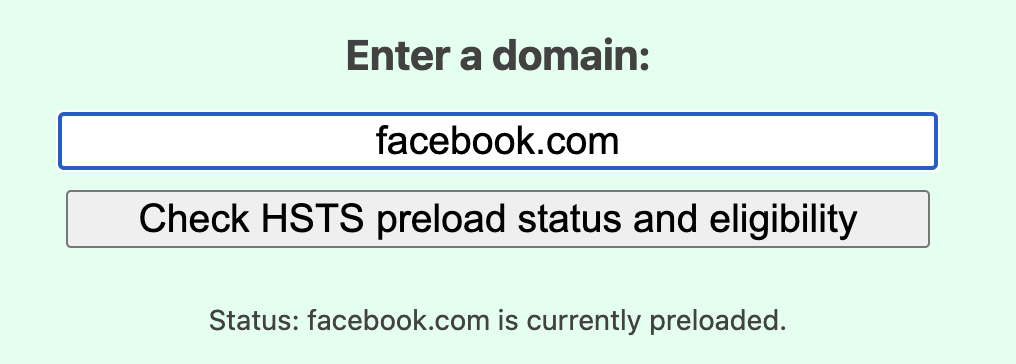 Enter a domain:
facebook.com
Check HSTS preload status and eligibility
Status: facebook.com is currently preloaded.